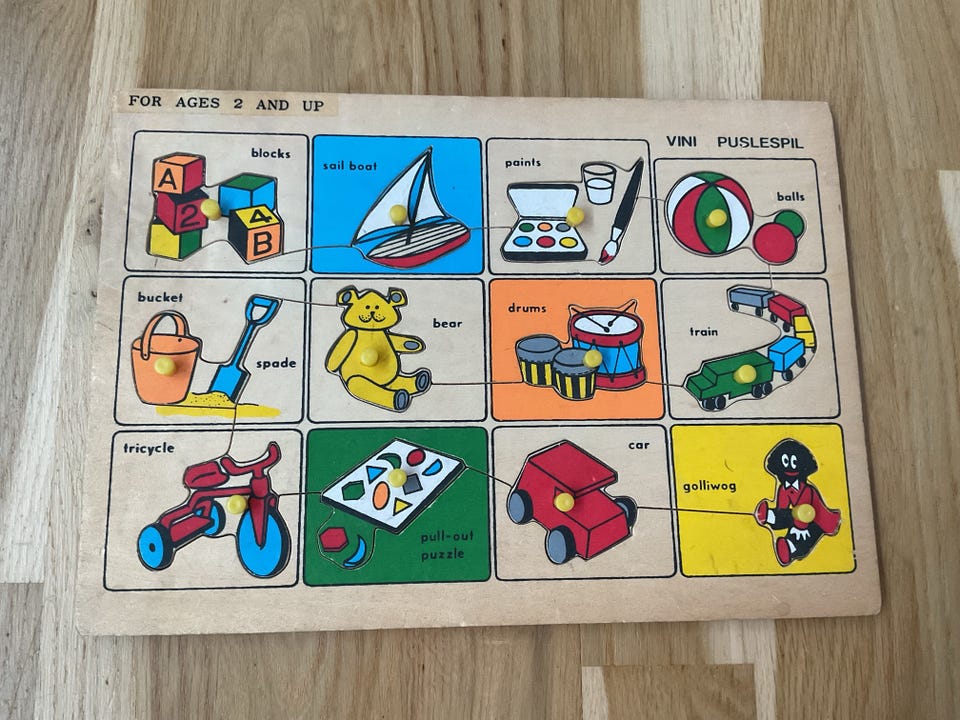 FOR AGES 2 AND UP
VINI PUSLESPIL
blocks
A
2
4
B
sail boat
paints
balls
bucket
spade
bear
drums
train
tricycle
pull-out
puzzle
car
golliwog